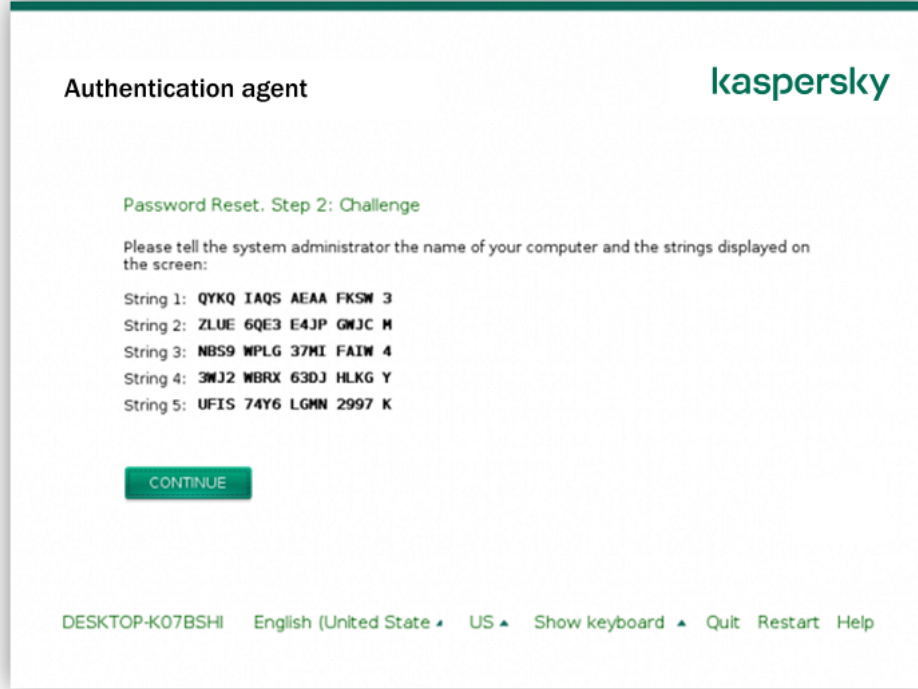 Authentication agent
kaspersky
Password Reset. Step 2: Challenge
Please tell the system administrator the name of your computer and the strings displayed on
the screen:
String 1: QYKQ IAQS AEAA FKSW 3
String 2: ZLUE 6QE3 E4JP GWJC M
String 3: NBS9 WPLG 37MI FAIW 4
String 4: 3WJ2 WBRX 63DJ HLKG Y
String 5: UFIS 74Y6 LGMN 2997 K
CONTINUE
DESKTOP-K07BSHI English (United State US Show keyboard Quit Restart Help